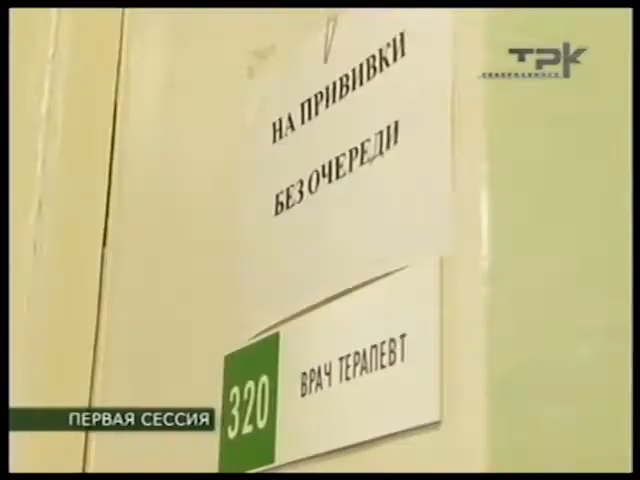 ТРК
НА ПРИВИВКИ
БЕЗ ОЧЕРЕДИ
320
ВРАЧ ТЕРАПЕВТ
ПЕРВАЯ СЕССИЯ